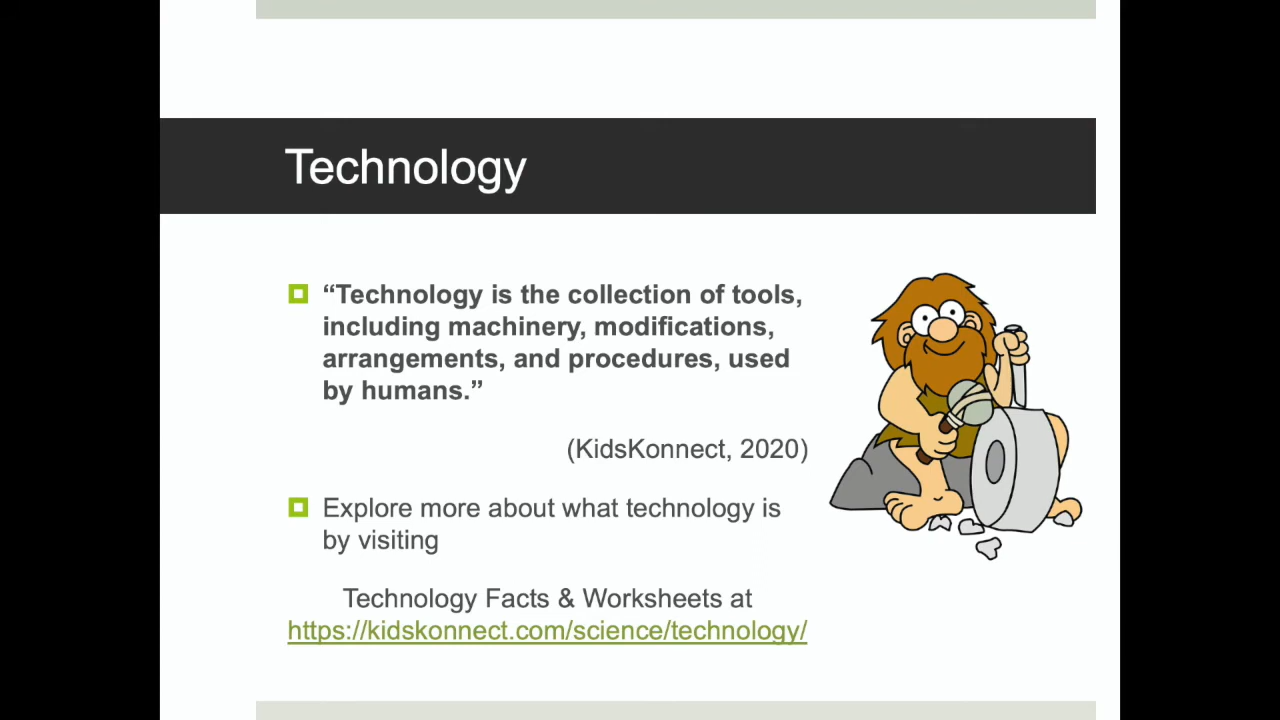 Technology
“Technology is the collection of tools,
including machinery, modifications,
arrangements, and procedures, used
by humans.”
(KidsKonnect, 2020)
Explore more about what technology is
by visiting
Technology Facts & Worksheets at
https://kidskonnect.com/science/technology/